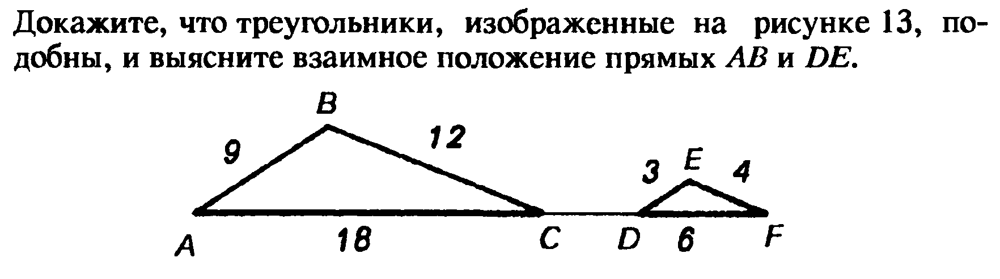 Докажите, что треугольники, изображенные на рисунке 13, по-
добны, и выясните взаимное положение прямых AB и DE.
B
9
12
E
3
4
A
18
C
D
6
F